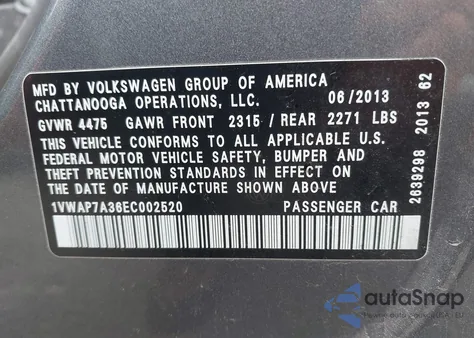 MFD BY VOLKSWAGEN GROUP OF AMERICA
CHATTANOOGA OPERATIONS, LLC. 06/2013
GVWR 4475 GAWR FRONT 2315 / REAR 2271 LBS
THIS VEHICLE CONFORMS TO ALL APPLICABLE U.S.
FEDERAL MOTOR VEHICLE SAFETY, BUMPER AND
THEFT PREVENTION STANDARDS IN EFFECT ON THE
DATE OF MANUFACTURE SHOWN ABOVE.
1VWAP7A36EC002520 PASSENGER CAR
2639298 2013 62
autoSnap